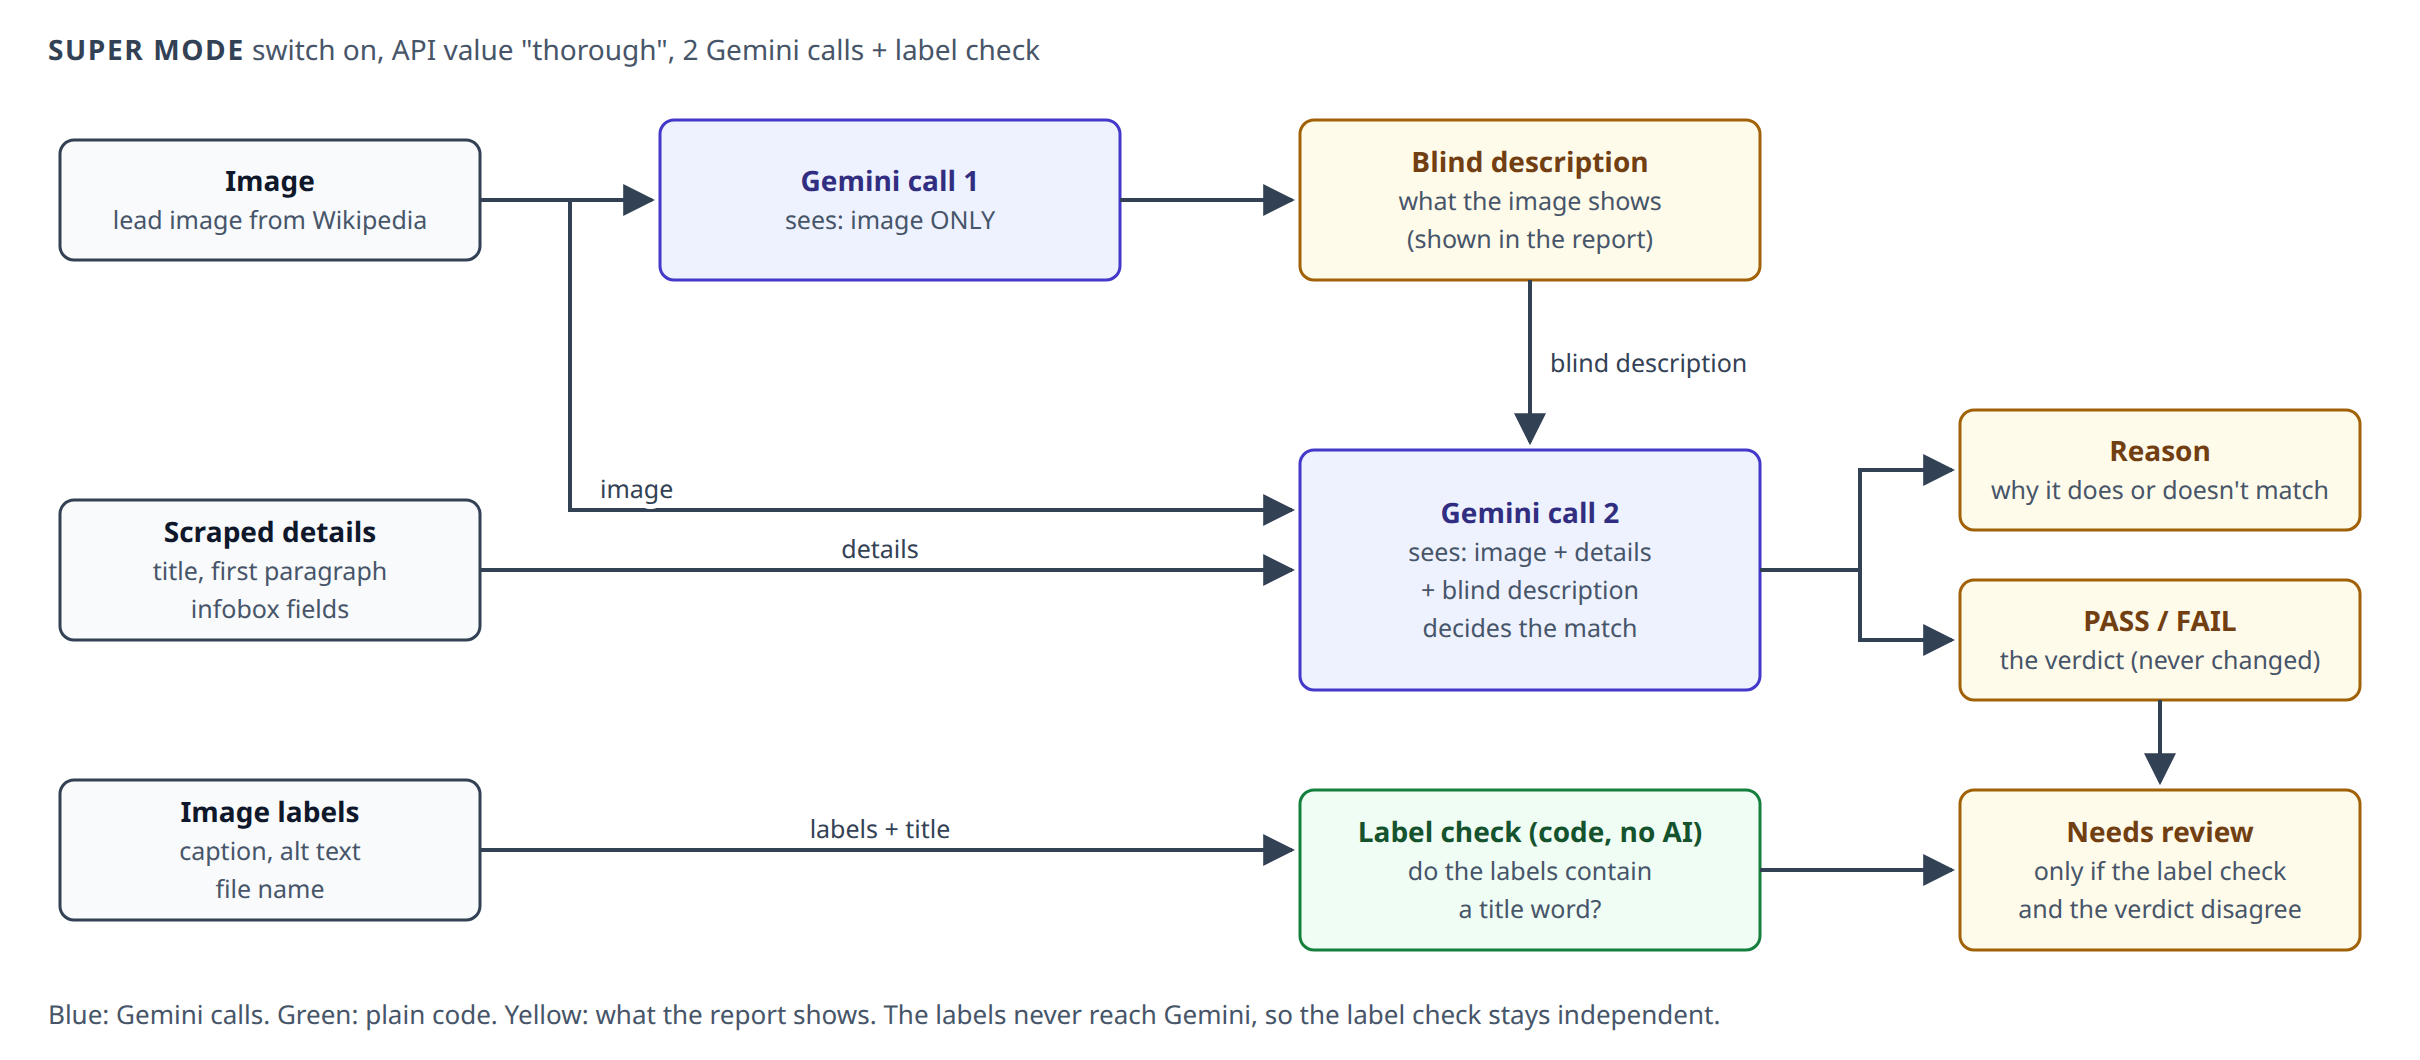 SUPER MODE switch on, API value "thorough", 2 Gemini calls + label check
Image
lead image from Wikipedia
Gemini call 1
sees: image ONLY
Blind description
what the image shows
(shown in the report)
blind description
image
details
Scraped details
title, first paragraph
infobox fields
Gemini call 2
sees: image + details
+ blind description
decides the match
Reason
why it does or doesn't match
PASS / FAIL
the verdict (never changed)
Image labels
caption, alt text
file name
labels + title
Label check (code, no AI)
do the labels contain
a title word?
Needs review
only if the label check
and the verdict disagree
Blue: Gemini calls. Green: plain code. Yellow: what the report shows. The labels never reach Gemini, so the label check stays independent.